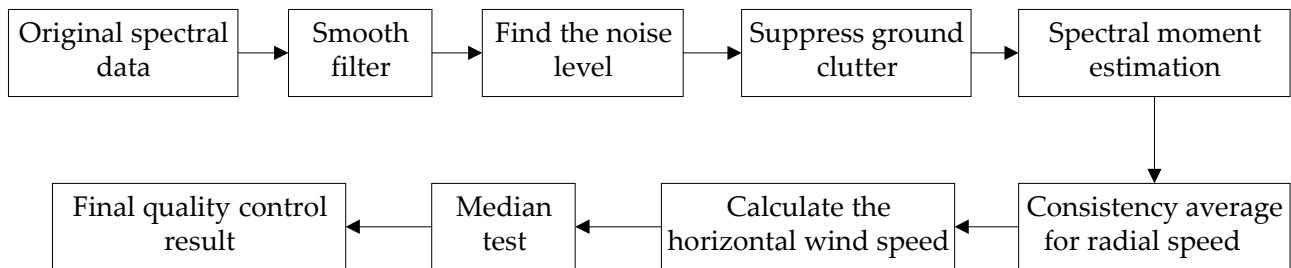 Original spectral
data
Smooth
filter
Find the noise
level
Suppress ground
clutter
Spectral moment
estimation
Consistency average
for radial speed
Calculate the
horizontal wind speed
Median
test
Final quality control
result